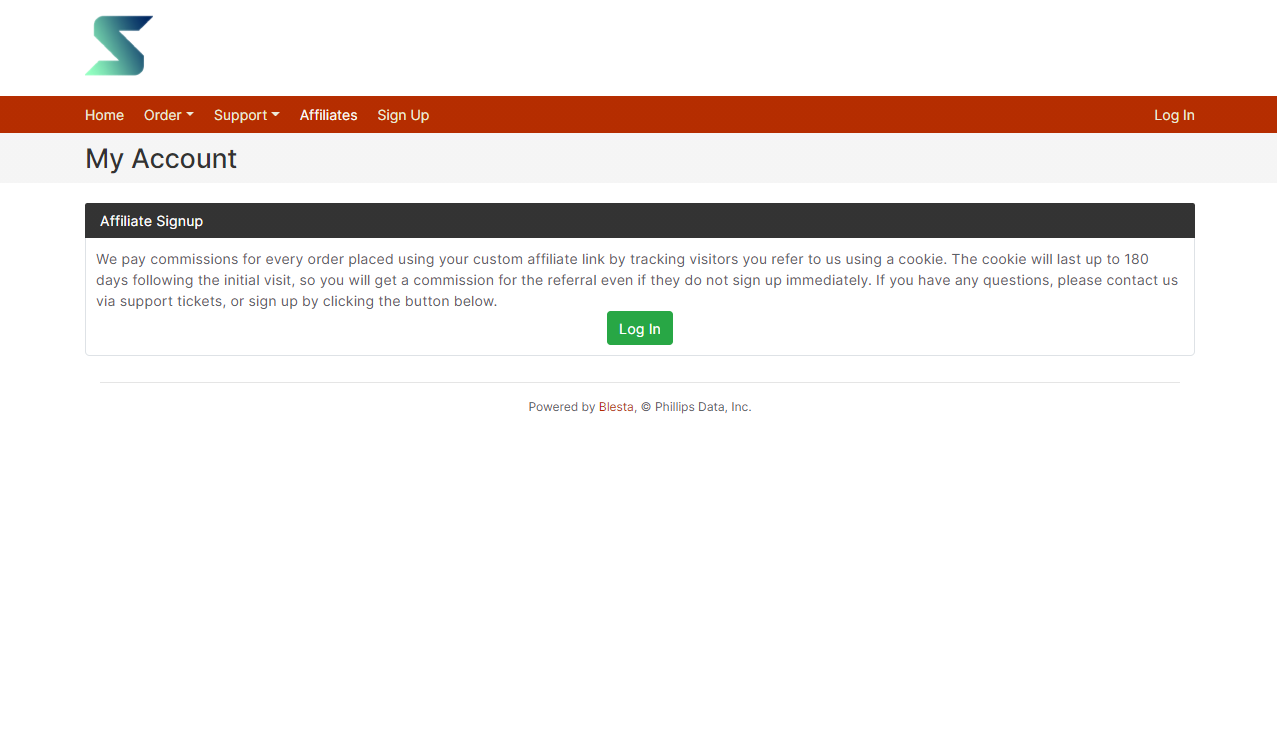 Home Order Support Affiliates Sign Up Log In
My Account
Affiliate Signup
We pay commissions for every order placed using your custom affiliate link by tracking visitors you refer to us using a cookie. The cookie will last up to 180
days following the initial visit, so you will get a commission for the referral even if they do not sign up immediately. If you have any questions, please contact us
via support tickets, or sign up by clicking the button below.
Log In
Powered by Blesta, © Phillips Data, Inc.